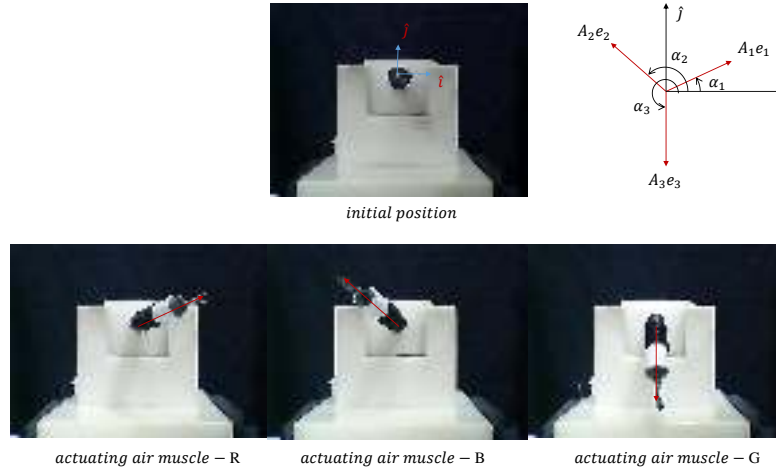 ĵ
î
initial position
ĵ
A₂e₂
α₂
A₁e₁
α₁
α₃
A₃e₃
actuating air muscle – R
actuating air muscle – B
actuating air muscle – G